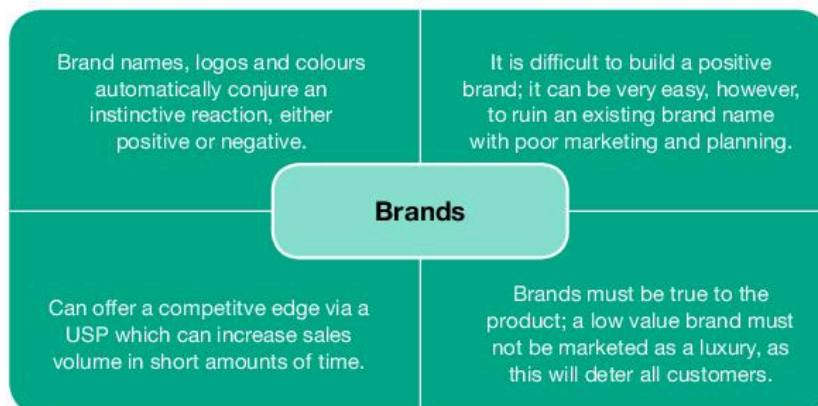 Brand names, logos and colours
automatically conjure an
instinctive reaction, either
positive or negative.
It is difficult to build a positive
brand; it can be very easy, however,
to ruin an existing brand name
with poor marketing and planning.
Brands
Can offer a competitve edge via a
USP which can increase sales
volume in short amounts of time.
Brands must be true to the
product; a low value brand must
not be marketed as a luxury, as
this will deter all customers.